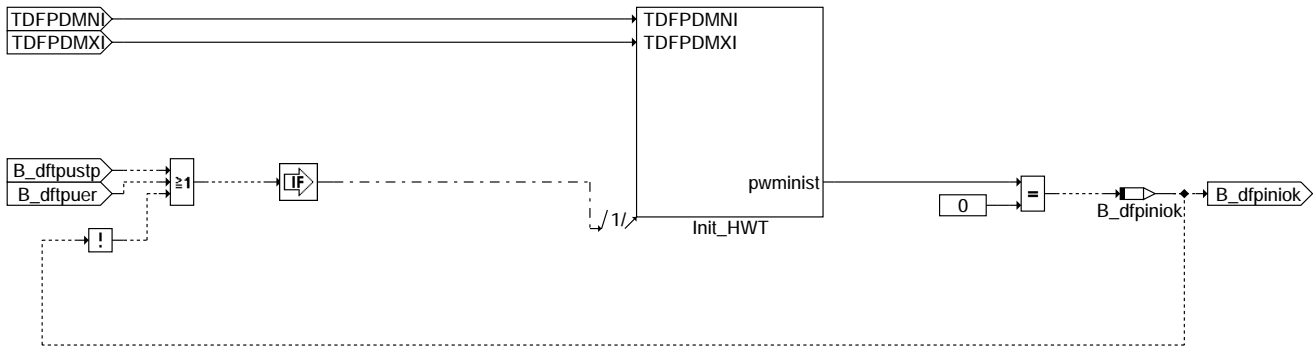 TDFPDMNI
TDFPDMXI
TDFPDMNI
TDFPDMXI
B_dftpustp
B_dftpuer
≥1
IF
!
/1/
pwminist
Init_HWT
0
=
B_dfpiniok
B_dfpiniok